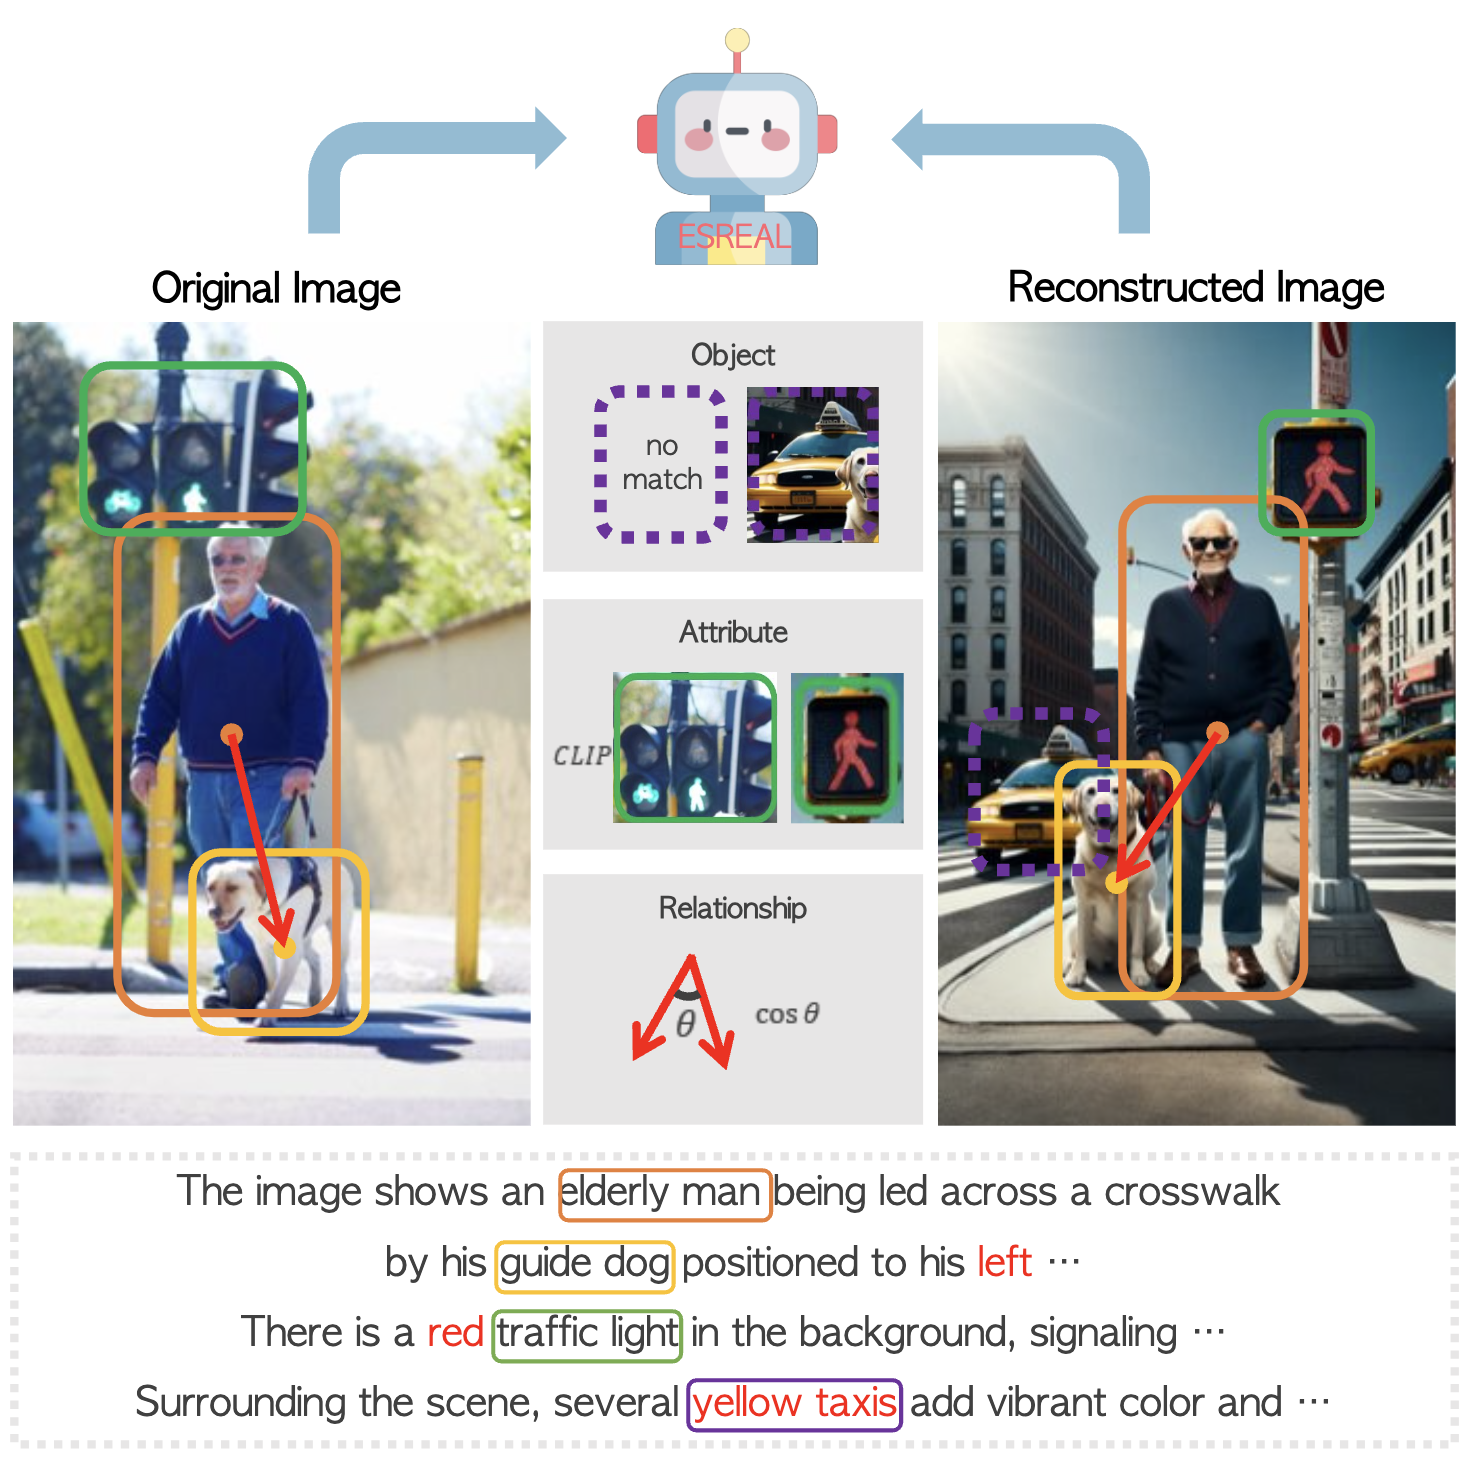 ESREAL
Original Image
Reconstructed Image
Object
no
match
Attribute
CLIP
Relationship
θ
cos θ
The image shows an elderly man being led across a crosswalk
by his guide dog positioned to his left ···
There is a red traffic light in the background, signaling ···
Surrounding the scene, several yellow taxis add vibrant color and ···